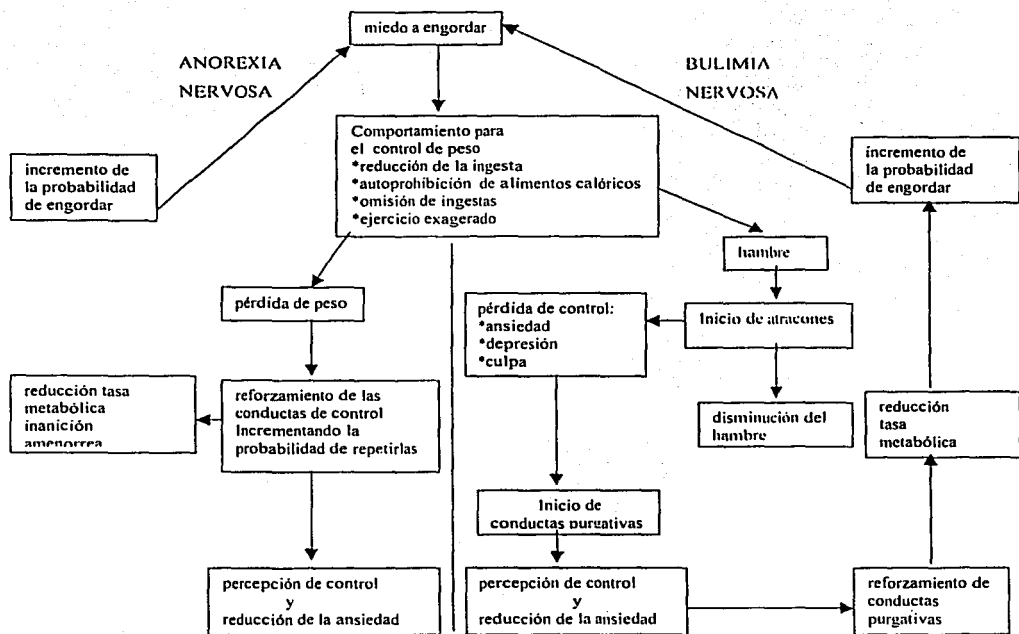 miedo a engordar
ANOREXIA
NERVOSA
BULIMIA
NERVOSA
Comportamiento para
el control de peso
*reducción de la ingesta
*autoprohibición de alimentos calóricos
*omisión de ingestas
*ejercicio exagerado
incremento de
la probabilidad
de engordar
incremento de
la probabilidad
de engordar
hambre
pérdida de peso
pérdida de control:
*ansiedad
*depresión
*culpa
Inicio de atracones
reducción tasa
metabólica
inanición
amenorrea
reforzamiento de las
conductas de control
Incrementando la
probabilidad de repetirlas
disminución del
hambre
reducción
tasa
metabólica
Inicio de
conductas purgativas
percepción de control
y
reducción de la ansiedad
percepción de control
y
reducción de la ansiedad
reforzamiento de
conductas
purgativas